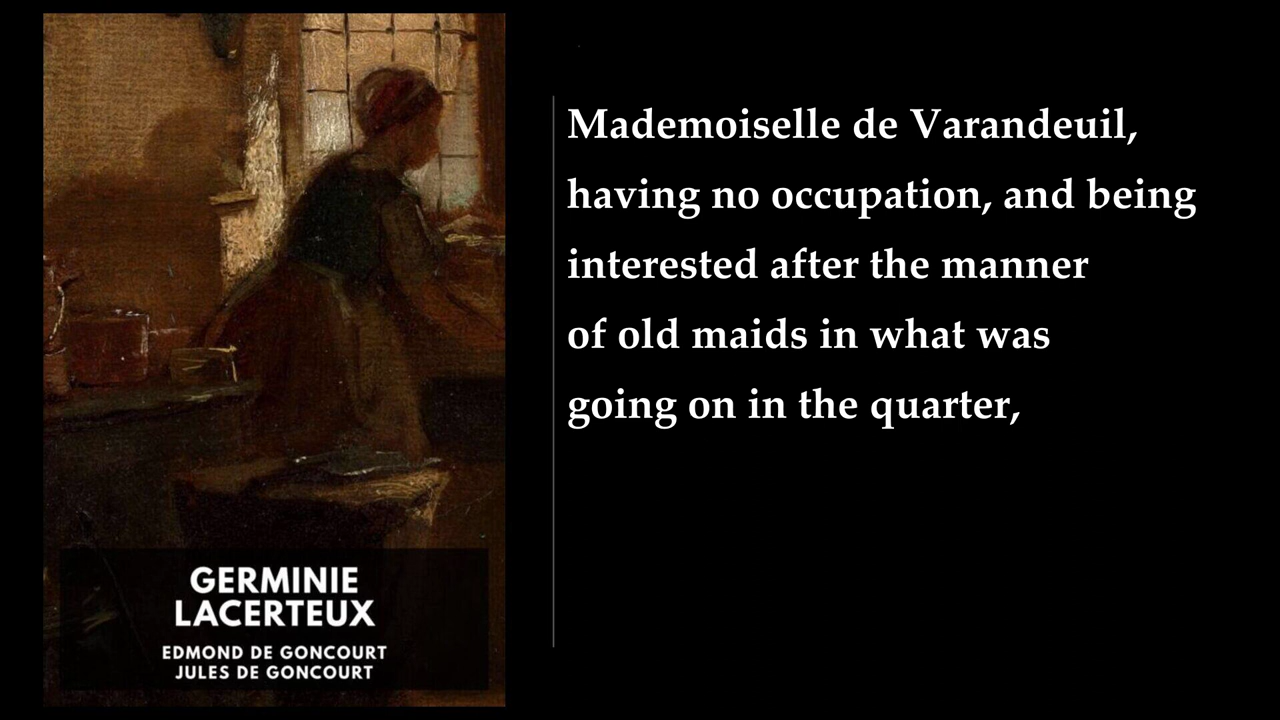 GERMINIE
LACERTEUX
EDMOND DE GONCOURT
JULES DE GONCOURT
Mademoiselle de Varandeuil,
having no occupation, and being
interested after the manner
of old maids in what was
going on in the quarter,